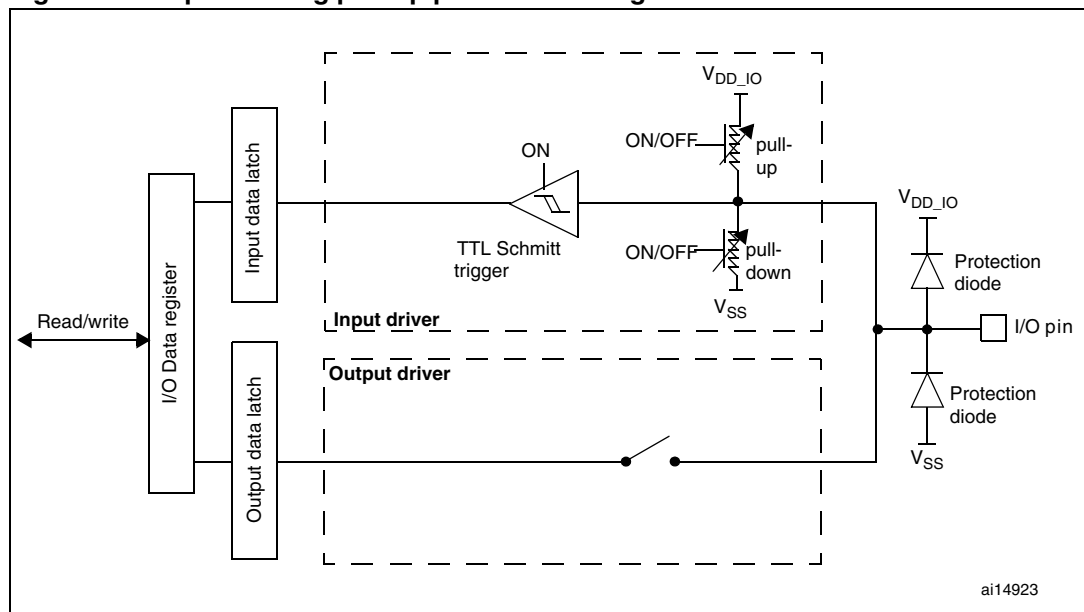 V_DD_IO
ON/OFF
pull-
up
ON
TTL Schmitt
trigger
ON/OFF
pull-
down
V_SS
Input driver
Input data latch
I/O Data register
Read/write
Output driver
Output data latch
V_DD_IO
Protection
diode
I/O pin
Protection
diode
V_SS
ai14923